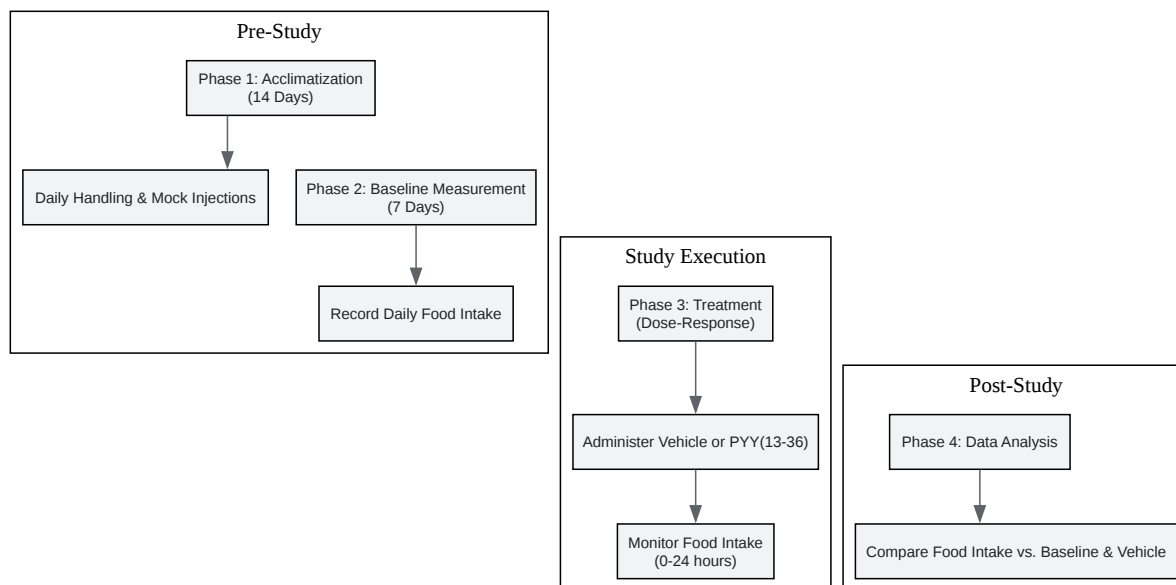 Pre-Study
Phase 1: Acclimatization
(14 Days)
Daily Handling & Mock Injections
Phase 2: Baseline Measurement
(7 Days)
Record Daily Food Intake
Study Execution
Phase 3: Treatment
(Dose-Response)
Administer Vehicle or PYY(13-36)
Monitor Food Intake
(0-24 hours)
Post-Study
Phase 4: Data Analysis
Compare Food Intake vs. Baseline & Vehicle